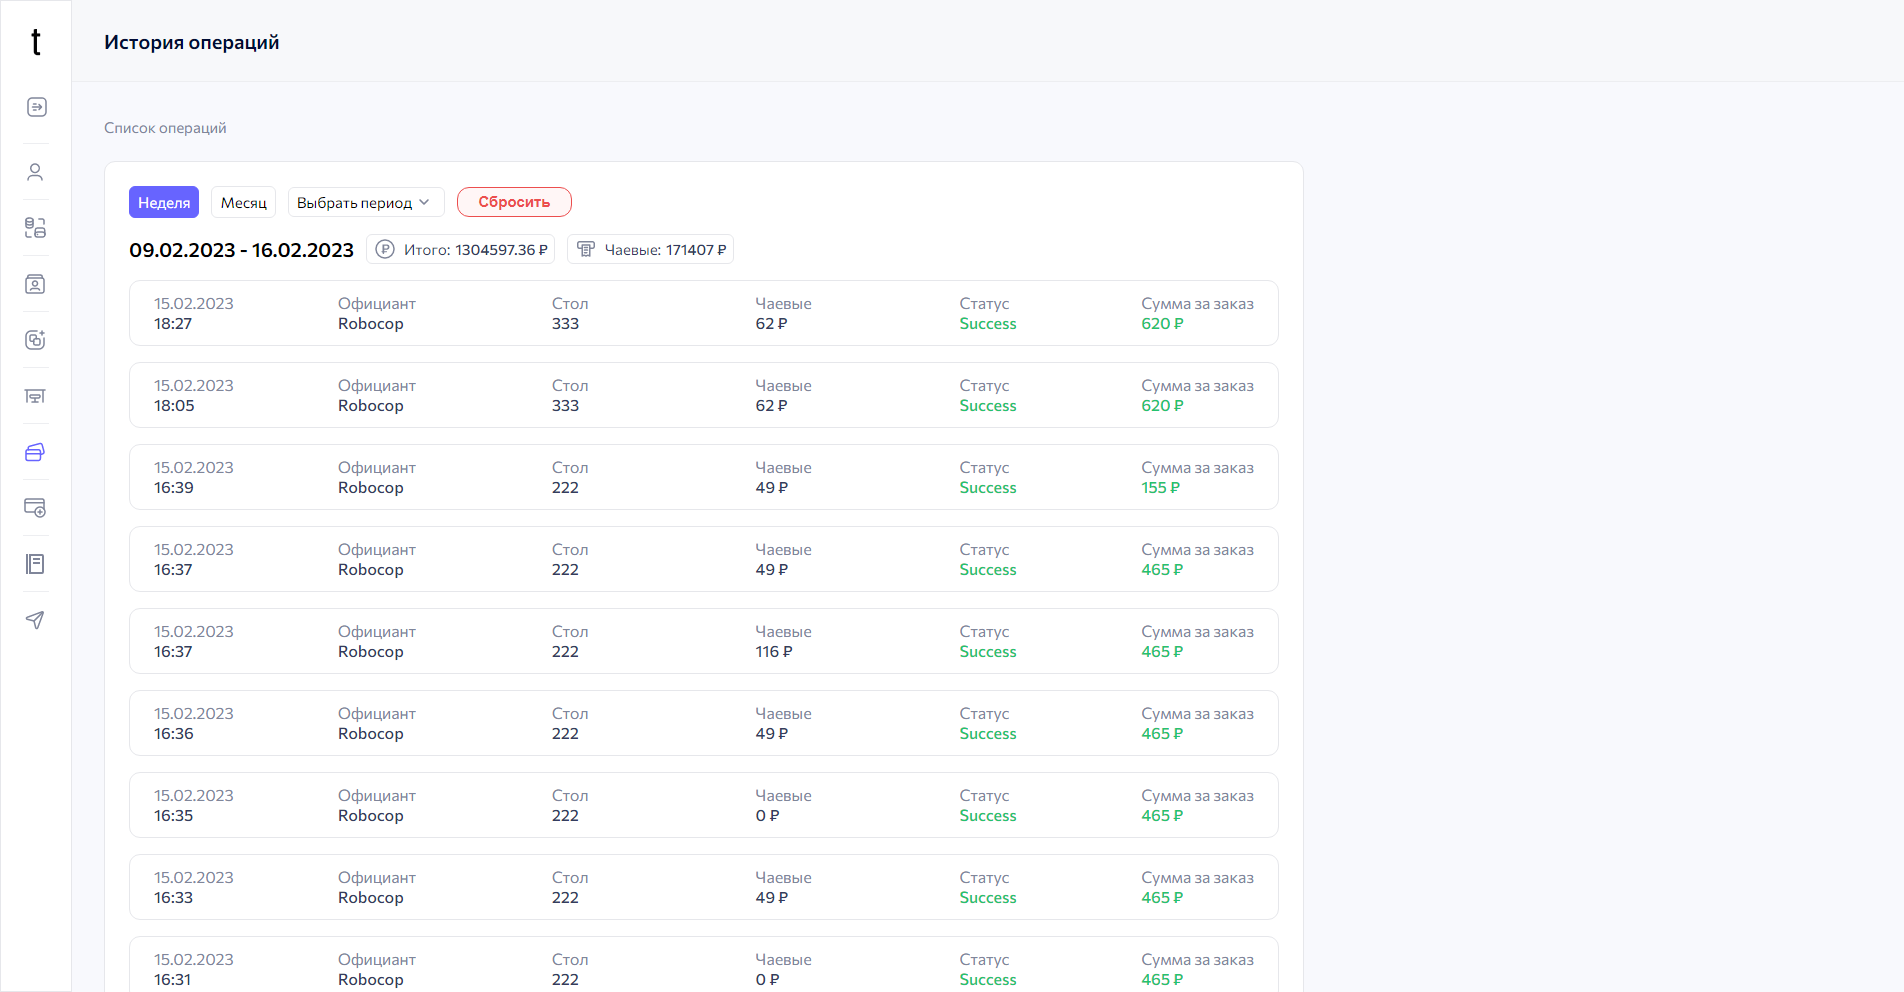 t
История операций
Список операций
Неделя Месяц Выбрать период Сбросить
09.02.2023 - 16.02.2023 Итого: 1304597.36 ₽ Чаевые: 171407 ₽
15.02.2023 Официант Стол Чаевые Статус Сумма за заказ
18:27 Robocop 333 62 ₽ Success 620 ₽
15.02.2023 Официант Стол Чаевые Статус Сумма за заказ
18:05 Robocop 333 62 ₽ Success 620 ₽
15.02.2023 Официант Стол Чаевые Статус Сумма за заказ
16:39 Robocop 222 49 ₽ Success 155 ₽
15.02.2023 Официант Стол Чаевые Статус Сумма за заказ
16:37 Robocop 222 49 ₽ Success 465 ₽
15.02.2023 Официант Стол Чаевые Статус Сумма за заказ
16:37 Robocop 222 116 ₽ Success 465 ₽
15.02.2023 Официант Стол Чаевые Статус Сумма за заказ
16:36 Robocop 222 49 ₽ Success 465 ₽
15.02.2023 Официант Стол Чаевые Статус Сумма за заказ
16:35 Robocop 222 0 ₽ Success 465 ₽
15.02.2023 Официант Стол Чаевые Статус Сумма за заказ
16:33 Robocop 222 49 ₽ Success 465 ₽
15.02.2023 Официант Стол Чаевые Статус Сумма за заказ
16:31 Robocop 222 0 ₽ Success 465 ₽